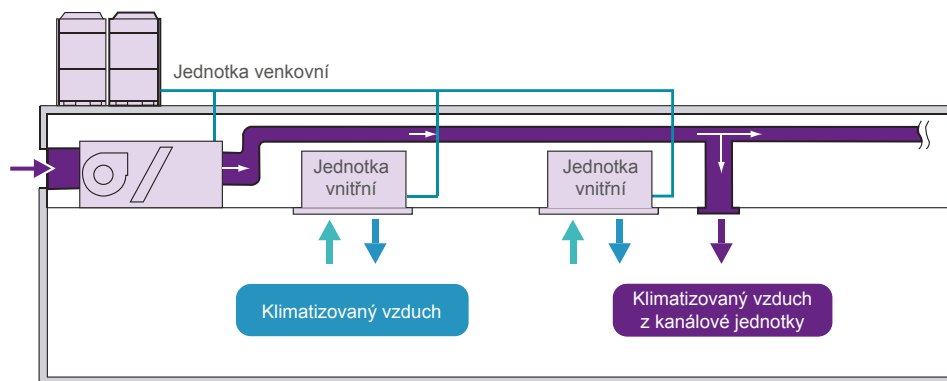 Jednotka venkovní
Jednotka
vnitřní
Jednotka
vnitřní
Klimatizovaný vzduch
Klimatizovaný vzduch
z kanálové jednotky